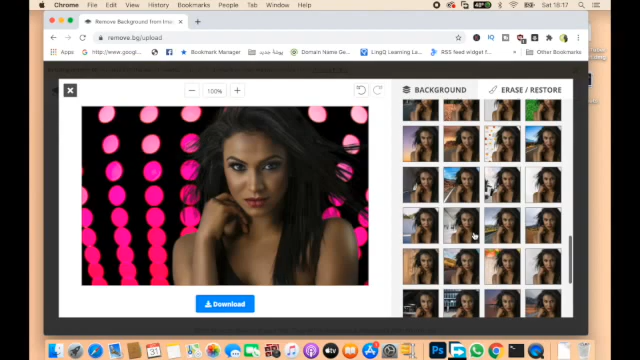 Chrome File Edit View History Bookmarks People Tab Window Help
48° Sun 18:17
Remove Background from Ima
remove.bg/upload
Apps http://www.googl... Bookmark Manager Domain Name Ge... LingQ Learning La... RSS feed widget f... Other Bookmarks
100%
BACKGROUND ERASE / RESTORE
Download